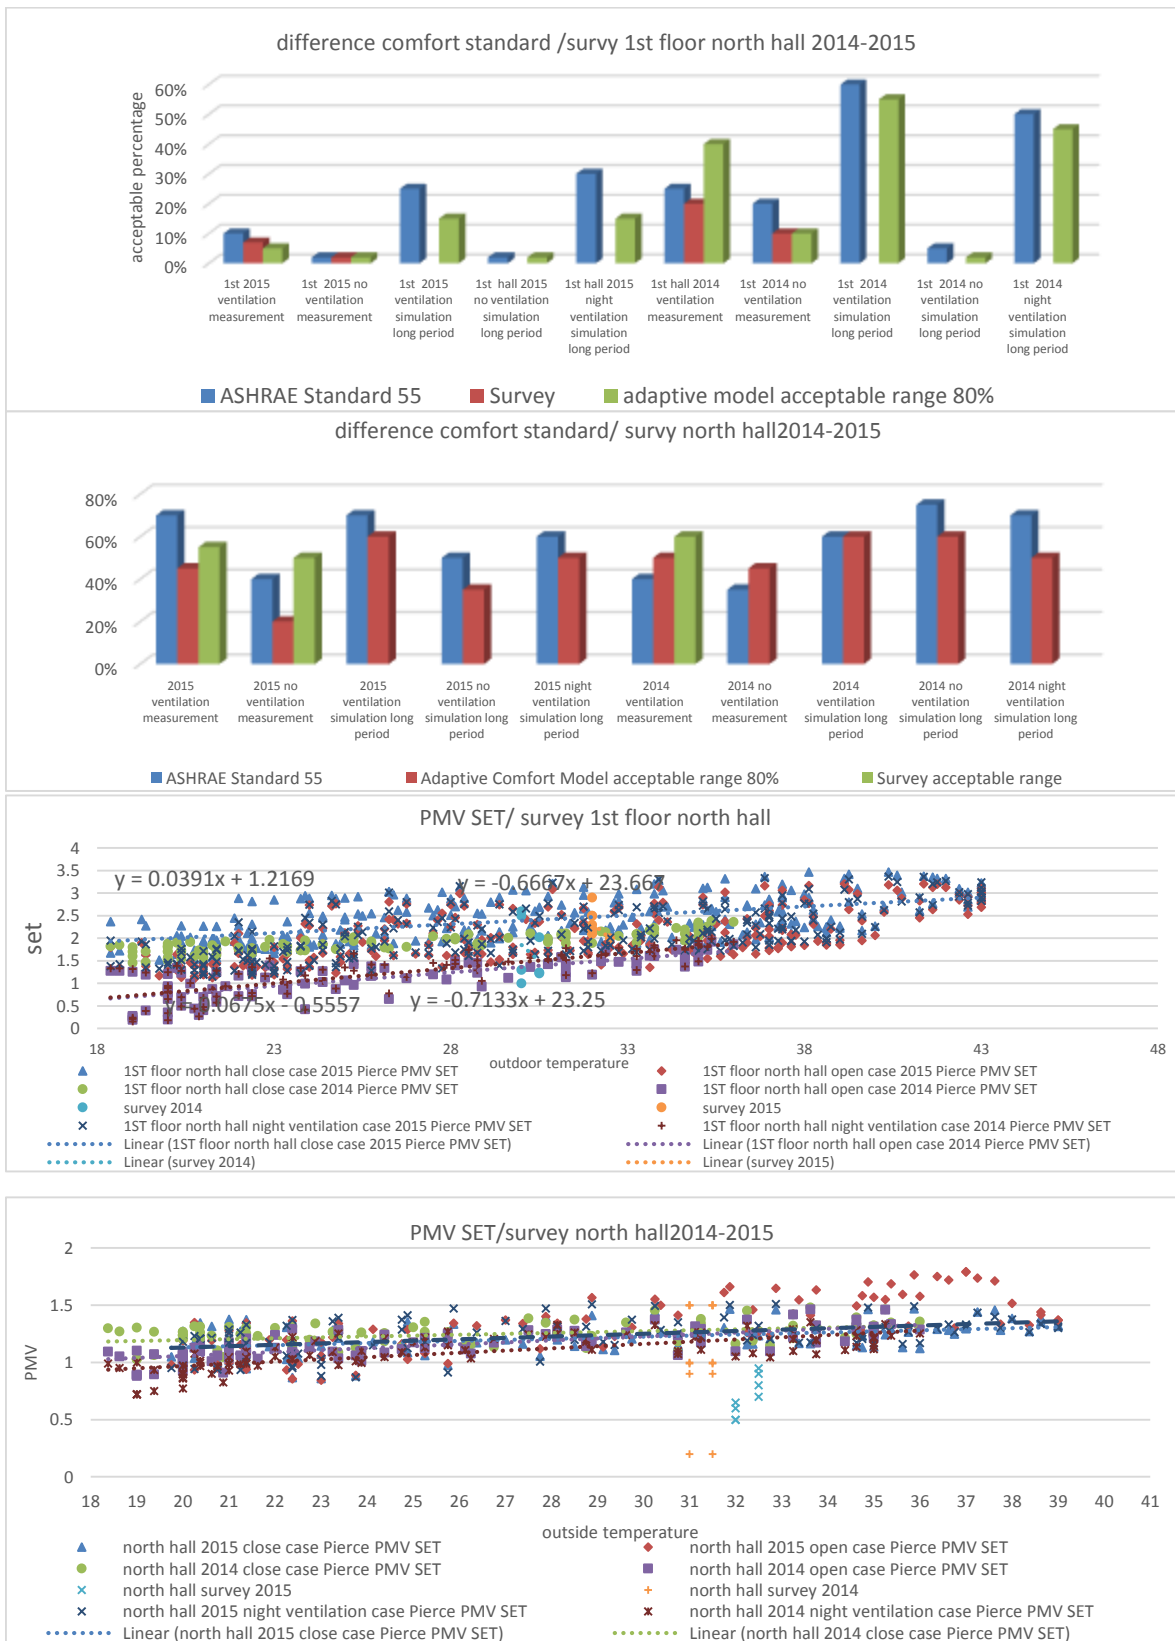 difference comfort standard /survy 1st floor north hall 2014-2015
acceptable percentage
60%
50%
40%
30%
20%
10%
0%
1st 2015 ventilation measurement
1st 2015 no ventilation measurement
1st 2015 ventilation simulation long period
1st hall 2015 no ventilation simulation long period
1st hall 2015 night ventilation simulation long period
1st hall 2014 ventilation measurement
1st 2014 no ventilation measurement
1st 2014 ventilation simulation long period
1st 2014 no ventilation simulation long period
1st 2014 night ventilation simulation long period
ASHRAE Standard 55 Survey adaptive model acceptable range 80%
difference comfort standard/ survy north hall2014-2015
80%
60%
40%
20%
0%
2015 ventilation measurement
2015 no ventilation measurement
2015 ventilation simulation long period
2015 no ventilation simulation long period
2015 night ventilation simulation long period
2014 ventilation measurement
2014 no ventilation measurement
2014 ventilation simulation long period
2014 no ventilation simulation long period
2014 night ventilation simulation long period
ASHRAE Standard 55 Adaptive Comfort Model acceptable range 80% Survey acceptable range
PMV SET/ survey 1st floor north hall
set
4
3.5
3
2.5
2
1.5
1
0.5
0
y = 0.0391x + 1.2169
y = -0.6667x + 23.667
y = 0.0675x - 0.5557
y = -0.7133x + 23.25
18 23 28 33 38 43 48
outdoor temperature
1ST floor north hall close case 2015 Pierce PMV SET
1ST floor north hall open case 2015 Pierce PMV SET
1ST floor north hall close case 2014 Pierce PMV SET
1ST floor north hall open case 2014 Pierce PMV SET
survey 2014
survey 2015
1ST floor north hall night ventilation case 2015 Pierce PMV SET
1ST floor north hall night ventilation case 2014 Pierce PMV SET
Linear (1ST floor north hall close case 2015 Pierce PMV SET)
Linear (1ST floor north hall open case 2014 Pierce PMV SET)
Linear (survey 2014)
Linear (survey 2015)
PMV SET/survey north hall2014-2015
PMV
2
1.5
1
0.5
0
18 19 20 21 22 23 24 25 26 27 28 29 30 31 32 33 34 35 36 37 38 39 40 41
outside temperature
north hall 2015 close case Pierce PMV SET
north hall 2015 open case Pierce PMV SET
north hall 2014 close case Pierce PMV SET
north hall 2014 open case Pierce PMV SET
north hall survey 2015
north hall survey 2014
north hall 2015 night ventilation case Pierce PMV SET
north hall 2014 night ventilation case Pierce PMV SET
Linear (north hall 2015 close case Pierce PMV SET)
Linear (north hall 2014 close case Pierce PMV SET)